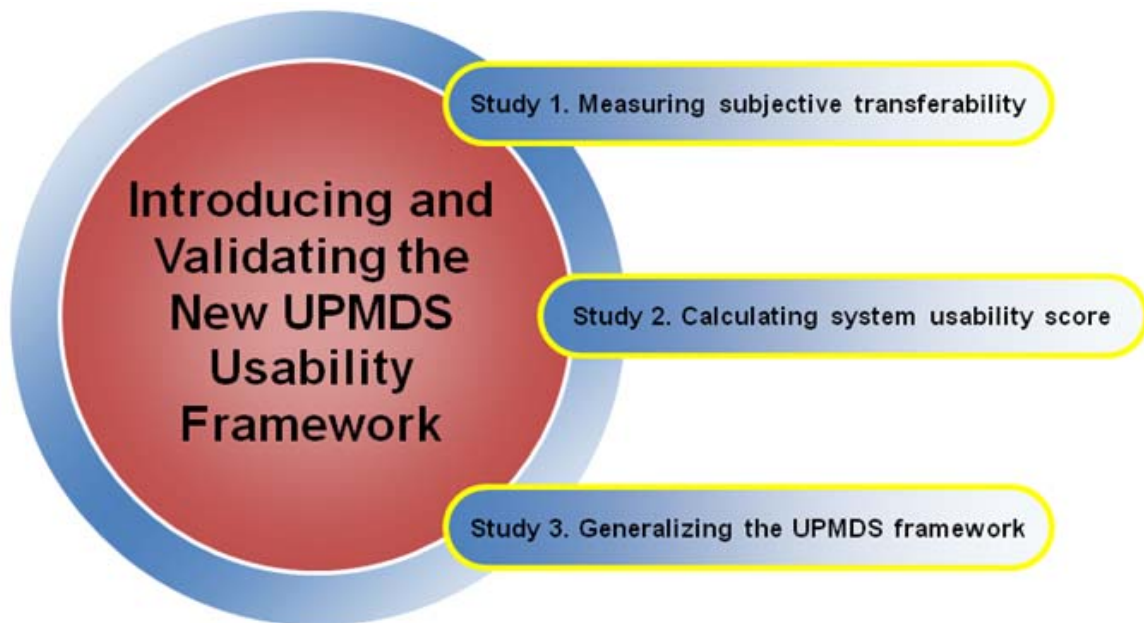 Introducing and
Validating the
New UPMDS
Usability
Framework
Study 1. Measuring subjective transferability
Study 2. Calculating system usability score
Study 3. Generalizing the UPMDS framework